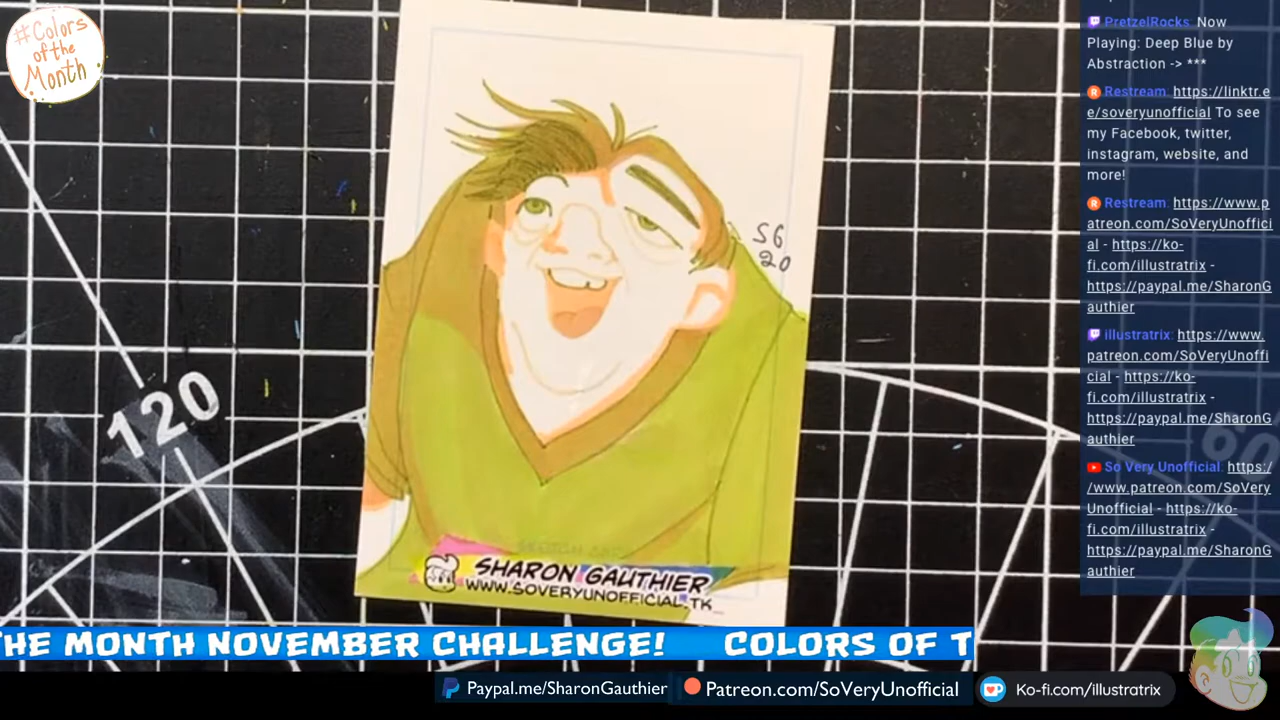 #Colors
of the
Month
120
SG
20
SHARON GAUTHIER
WWW.SOVERYUNOFFICIAL.TK
THE MONTH NOVEMBER CHALLENGE! COLORS OF T
Paypal.me/SharonGauthier
Patreon.com/SoVeryUnofficial
Ko-fi.com/illustratrix
PretzelRocks: Now
Playing: Deep Blue by
Abstraction -> ***
Restream: https://linktr.e
e/soveryunofficial To see
my Facebook, twitter,
instagram, website, and
more!
Restream: https://www.p
atreon.com/SoVeryUnoffici
al - https://ko-
fi.com/illustratrix -
https://paypal.me/SharonG
authier
illustratrix: https://www.
patreon.com/SoVeryUnoffi
cial - https://ko-
fi.com/illustratrix -
https://paypal.me/SharonG
authier
So Very Unofficial: https:/
/www.patreon.com/SoVery
Unofficial - https://ko-
fi.com/illustratrix -
https://paypal.me/SharonG
authier